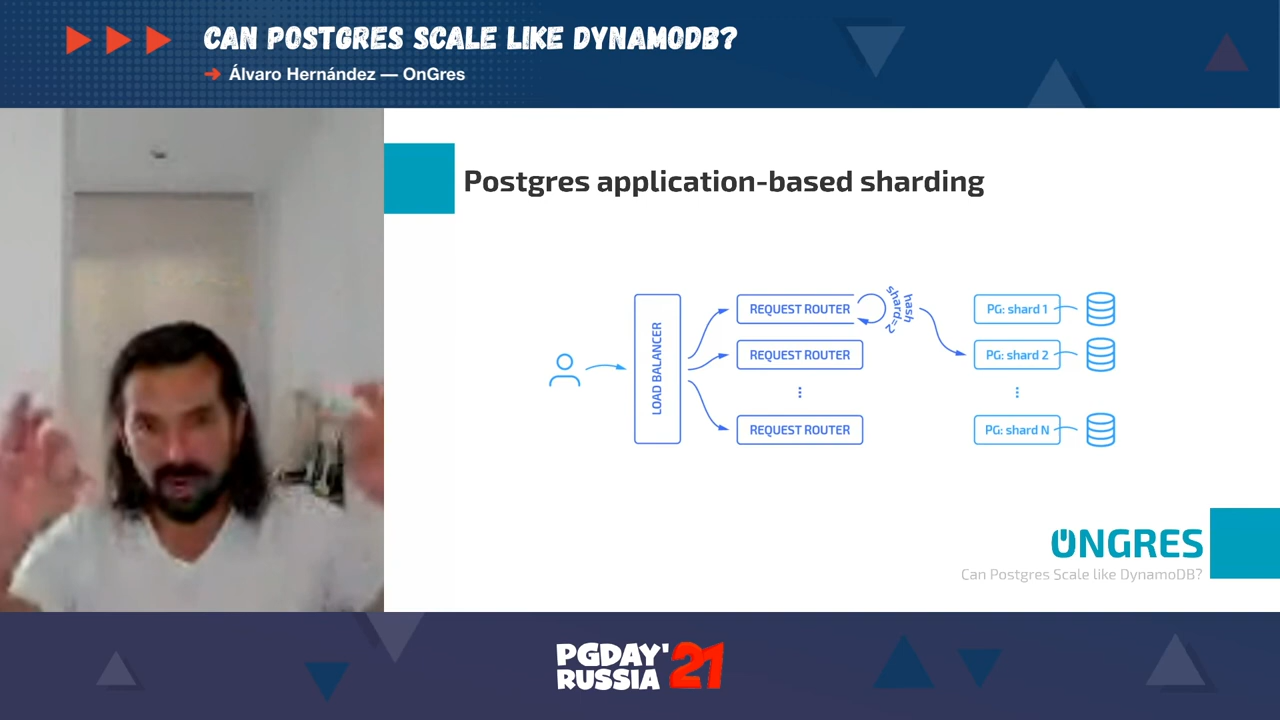 CAN POSTGRES SCALE LIKE DYNAMODB?
Álvaro Hernández — OnGres
Postgres application-based sharding
LOAD BALANCER
REQUEST ROUTER
hash
shard=2
REQUEST ROUTER
⋮
REQUEST ROUTER
PG: shard 1
PG: shard 2
⋮
PG: shard N
ONGRES
Can Postgres Scale like DynamoDB?
PGDAY'21
RUSSIA